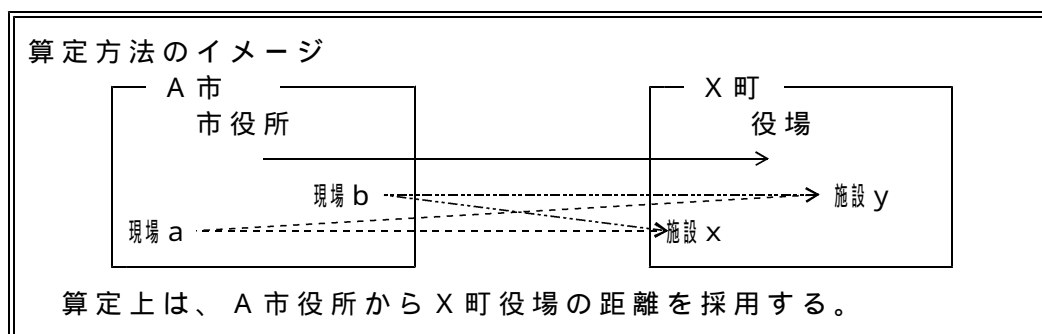 算定方法のイメージ
A市 X町
市役所 役場
現場b 施設y
現場a 施設x
算定上は、A市役所からX町役場の距離を採用する。